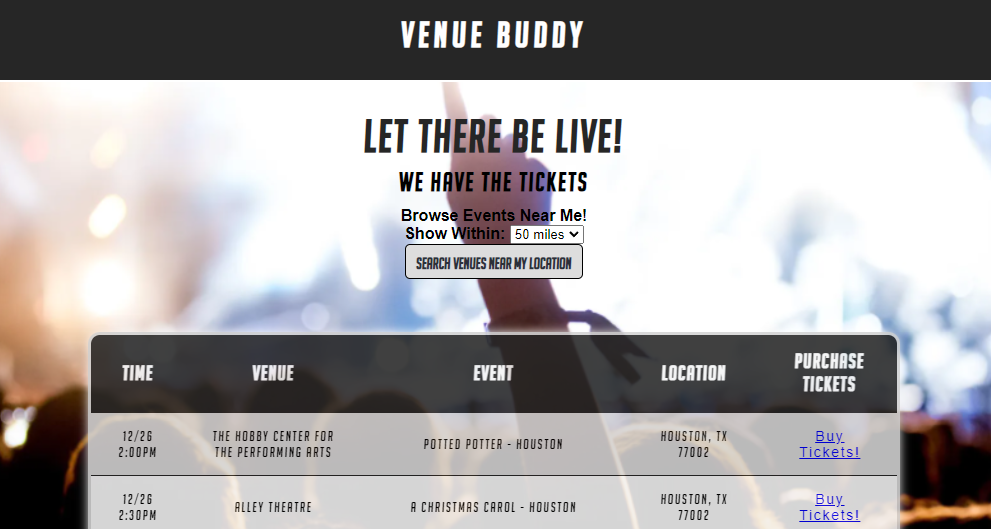 VENUE BUDDY
LET THERE BE LIVE!
WE HAVE THE TICKETS
Browse Events Near Me!
Show Within: 50 miles
SEARCH VENUES NEAR MY LOCATION
TIME VENUE EVENT LOCATION PURCHASE
TICKETS
12/26
2:00PM
THE HOBBY CENTER FOR
THE PERFORMING ARTS
POTTED POTTER - HOUSTON
HOUSTON, TX
77002
Buy
Tickets!
12/26
2:30PM
ALLEY THEATRE
A CHRISTMAS CAROL - HOUSTON
HOUSTON, TX
77002
Buy
Tickets!